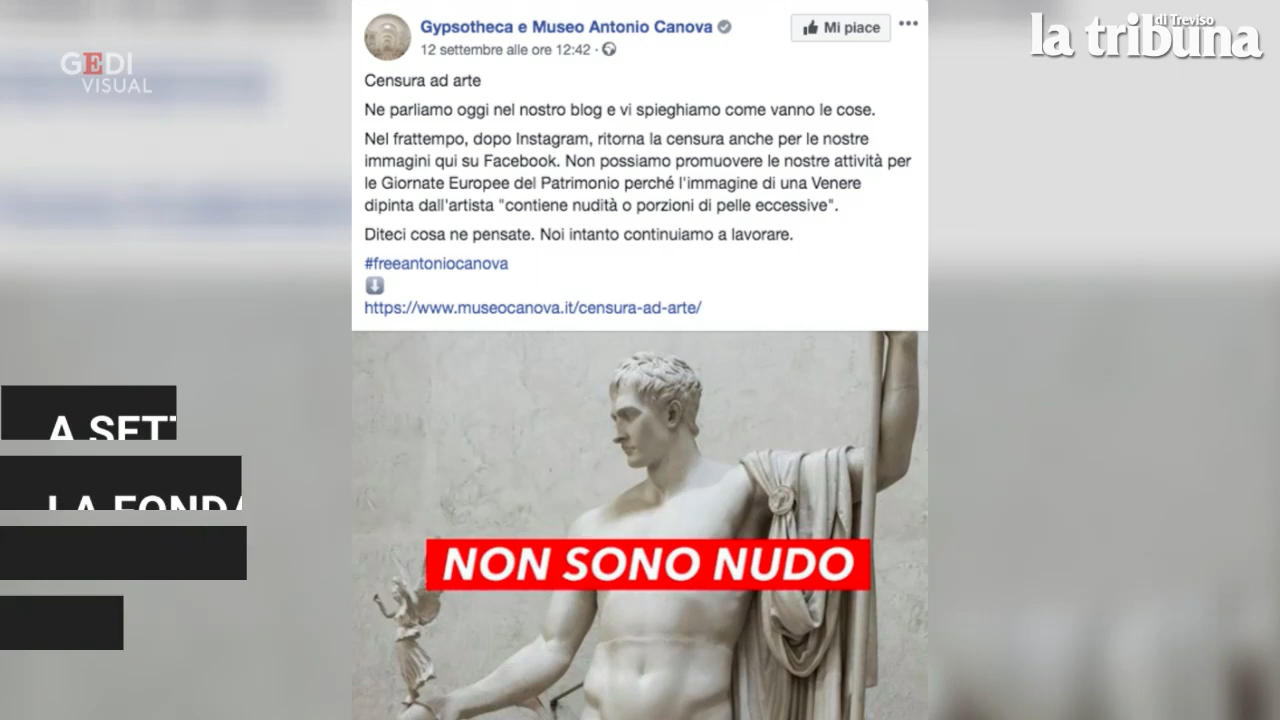 GEDI
VISUAL
la tribuna
di Treviso
Gypsotheca e Museo Antonio Canova
12 settembre alle ore 12:42 ·
Mi piace
Censura ad arte
Ne parliamo oggi nel nostro blog e vi spieghiamo come vanno le cose.
Nel frattempo, dopo Instagram, ritorna la censura anche per le nostre
immagini qui su Facebook. Non possiamo promuovere le nostre attività per
le Giornate Europee del Patrimonio perché l'immagine di una Venere
dipinta dall'artista "contiene nudità o porzioni di pelle eccessive".
Diteci cosa ne pensate. Noi intanto continuiamo a lavorare.
#freeantoniocanova
https://www.museocanova.it/censura-ad-arte/
A SETT
LA FONDA
NON SONO NUDO